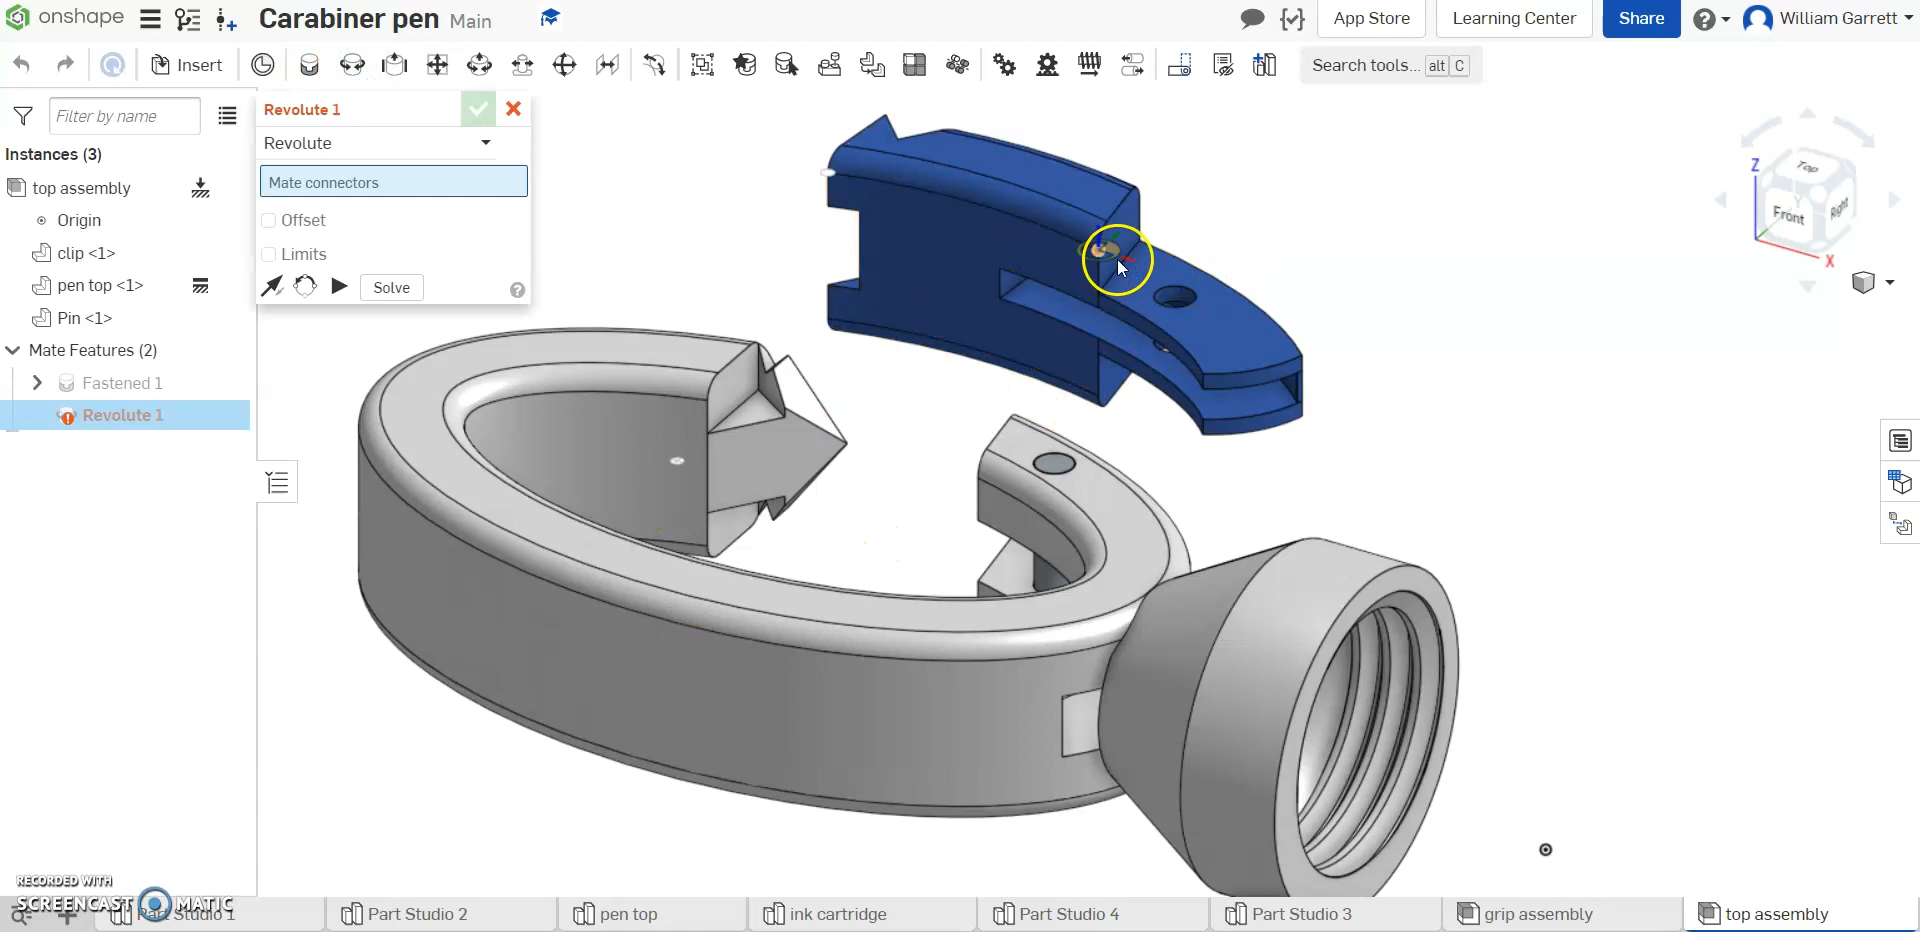 onshape
Carabiner pen Main
App Store
Learning Center
Share
William Garrett
Insert
Search tools... alt C
Filter by name
Instances (3)
top assembly
Origin
clip <1>
pen top <1>
Pin <1>
Mate Features (2)
Fastened 1
Revolute 1
Revolute 1
Revolute
Mate connectors
Offset
Limits
Solve
Z
Top
Y
Front
Right
X
RECORDED WITH
SCREENCAST MATIC
Part Studio 1
Part Studio 2
pen top
ink cartridge
Part Studio 4
Part Studio 3
grip assembly
top assembly